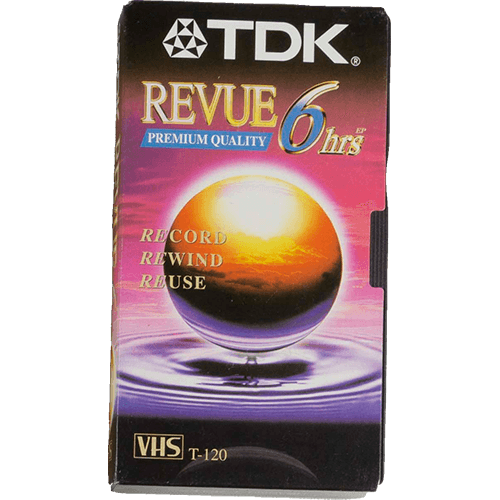 TDK®
REVUE 6hrs EP
PREMIUM QUALITY
RECORD
REWIND
REUSE
VHS T-120